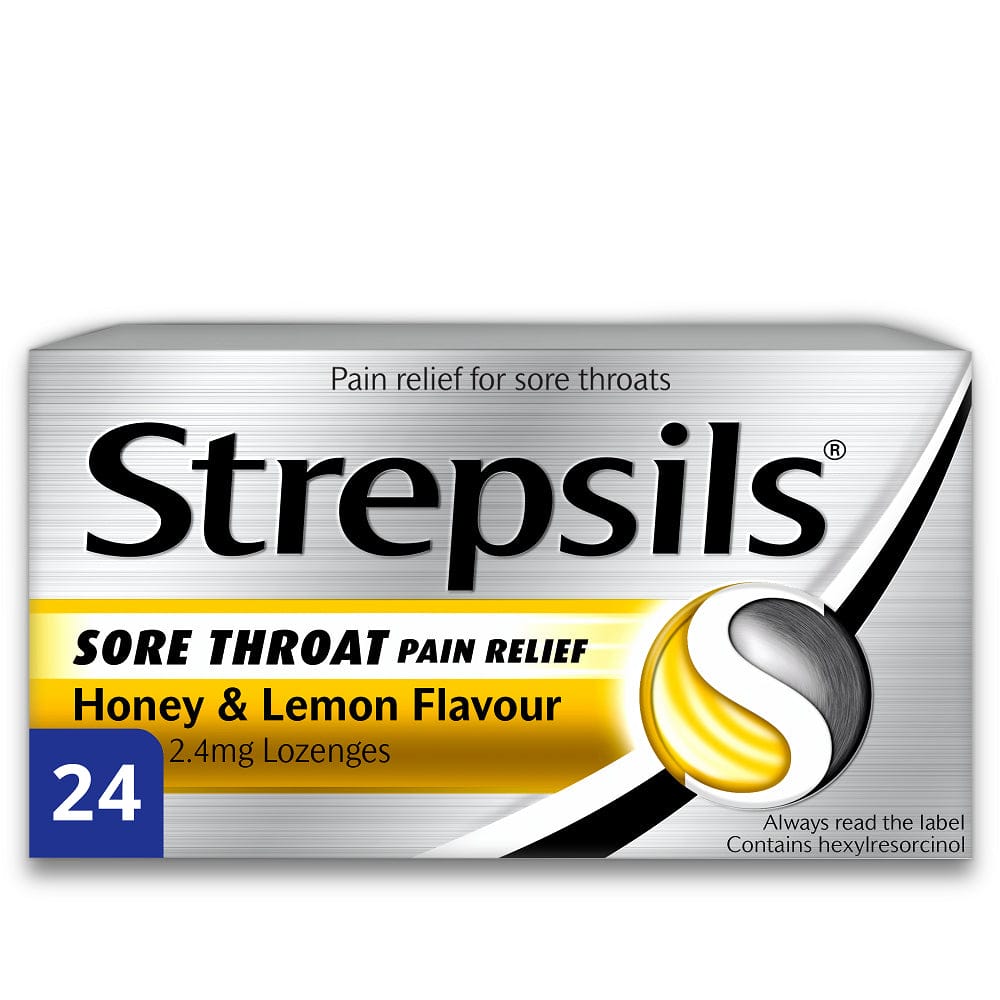 Pain relief for sore throats
Strepsils®
SORE THROAT PAIN RELIEF
Honey & Lemon Flavour
2.4mg Lozenges
24
Always read the label
Contains hexylresorcinol